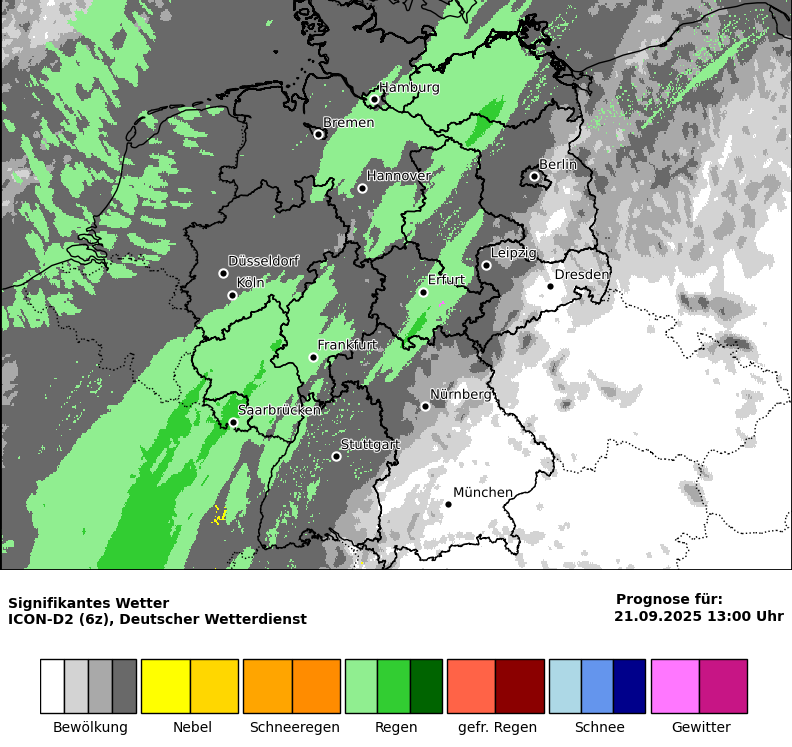 Hamburg
Bremen
Berlin
Hannover
Leipzig
Düsseldorf
Dresden
Köln
Erfurt
Frankfurt
Nürnberg
Saarbrücken
Stuttgart
München
Signifikantes Wetter
ICON-D2 (6z), Deutscher Wetterdienst
Prognose für:
21.09.2025 13:00 Uhr
Bewölkung
Nebel
Schneeregen
Regen
gefr. Regen
Schnee
Gewitter